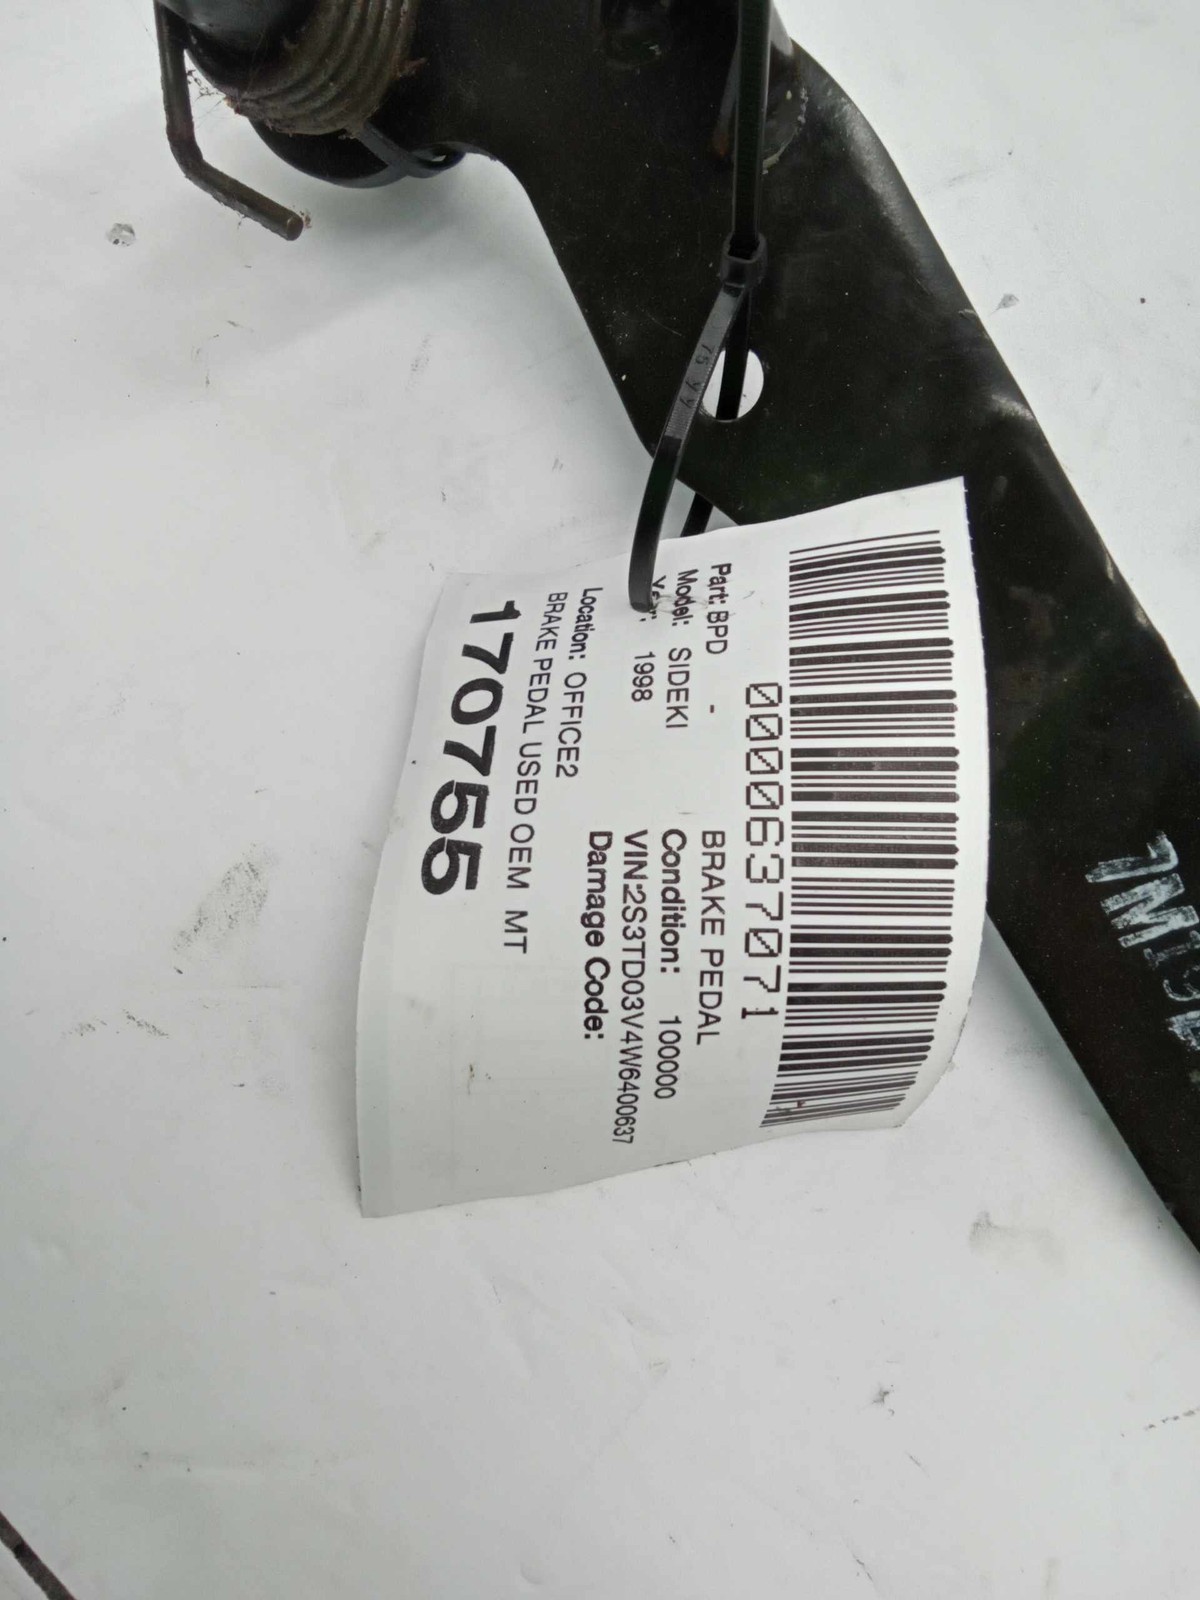 0000637071
Part: BPD - BRAKE PEDAL
Model: SIDEKI Condition: 100000
1998 VIN:2S3TD03V4W6400637
Damage Code:
Location: OFFICE2
BRAKE PEDAL USED OEM MT
170755